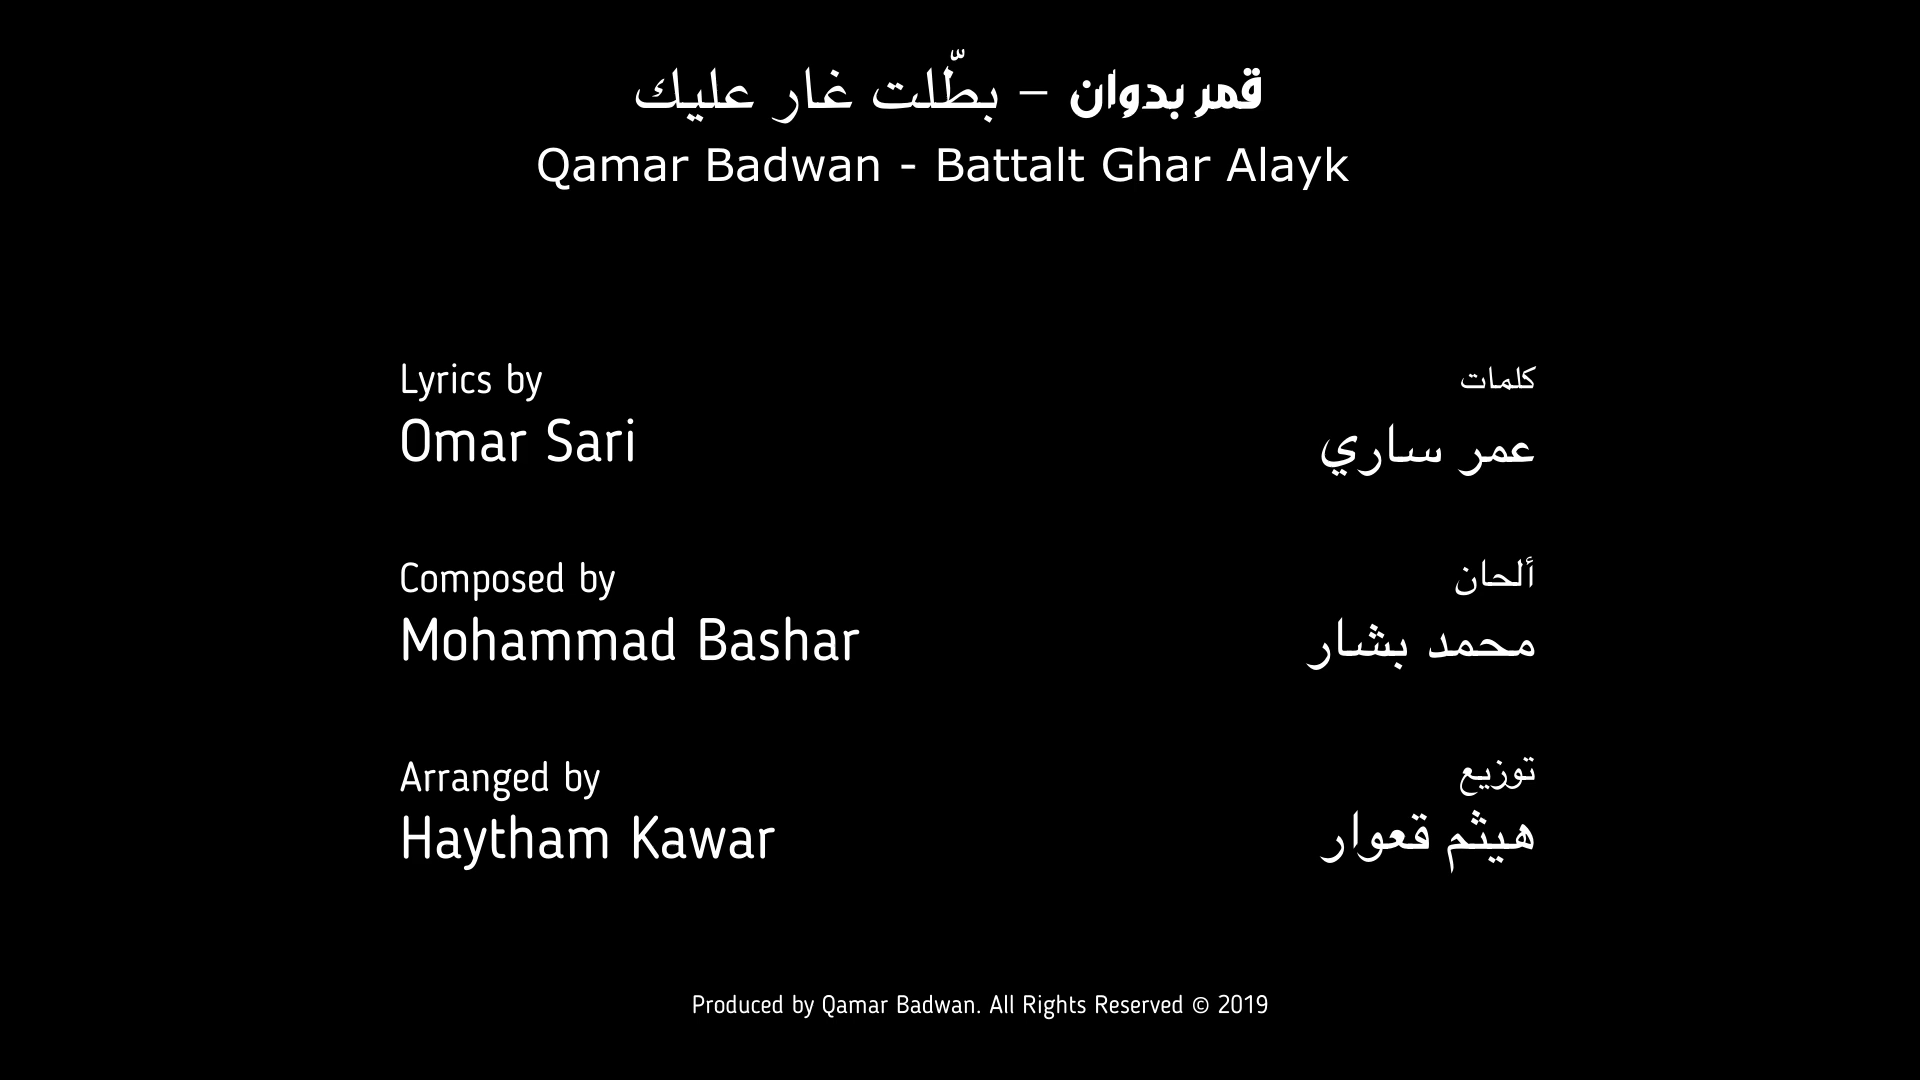 قمر بدوان – بطّلت غار عليك
Qamar Badwan - Battalt Ghar Alayk
Lyrics by
Omar Sari
كلمات
عمر ساري
Composed by
Mohammad Bashar
ألحان
محمد بشار
Arranged by
Haytham Kawar
توزيع
هيثم قعوار
Produced by Qamar Badwan. All Rights Reserved © 2019